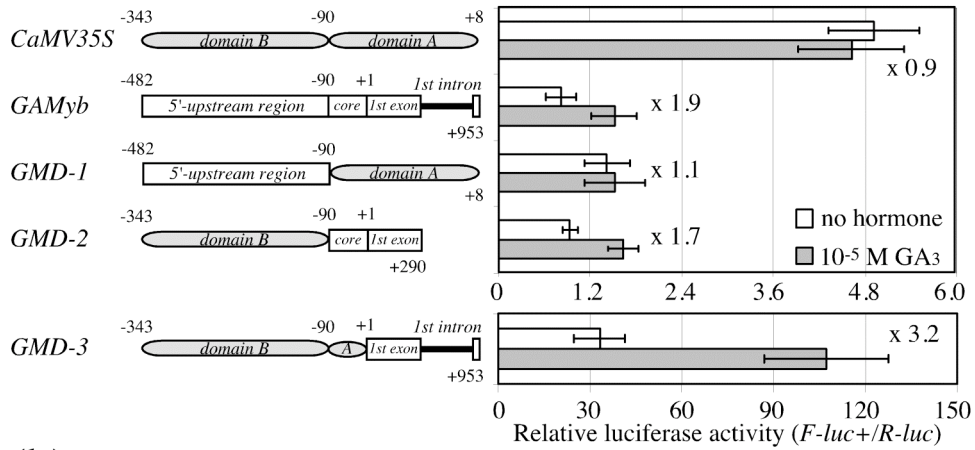 -343 -90 +8
CaMV35S domain B domain A
x 0.9
-482 -90 +1 1st intron
GAMyb 5'-upstream region core 1st exon
x 1.9
+953
-482 -90
GMD-1 5'-upstream region domain A
x 1.1
+8
-343 -90 +1
GMD-2 domain B core 1st exon
x 1.7
+290
no hormone
10-5 M GA3
0 1.2 2.4 3.6 4.8 6.0
-343 -90 +1 1st intron
GMD-3 domain B A 1st exon
x 3.2
+953
0 30 60 90 120 150
Relative luciferase activity (F-luc+/R-luc)